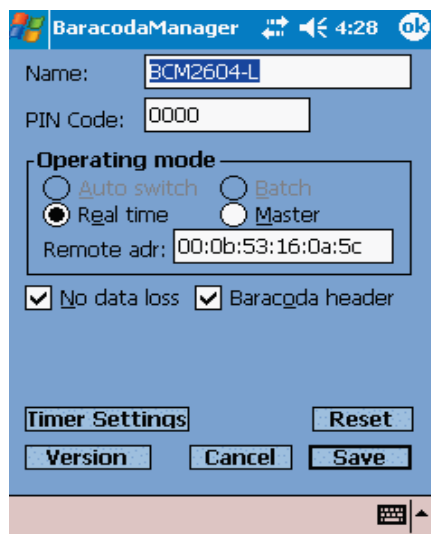 BaracodaManager 4:28 ok
Name: BCM2604-L
PIN Code: 0000
Operating mode
Auto switch Batch
Real time Master
Remote adr: 00:0b:53:16:0a:5c
No data loss Baracoda header
Timer Settings Reset
Version Cancel Save